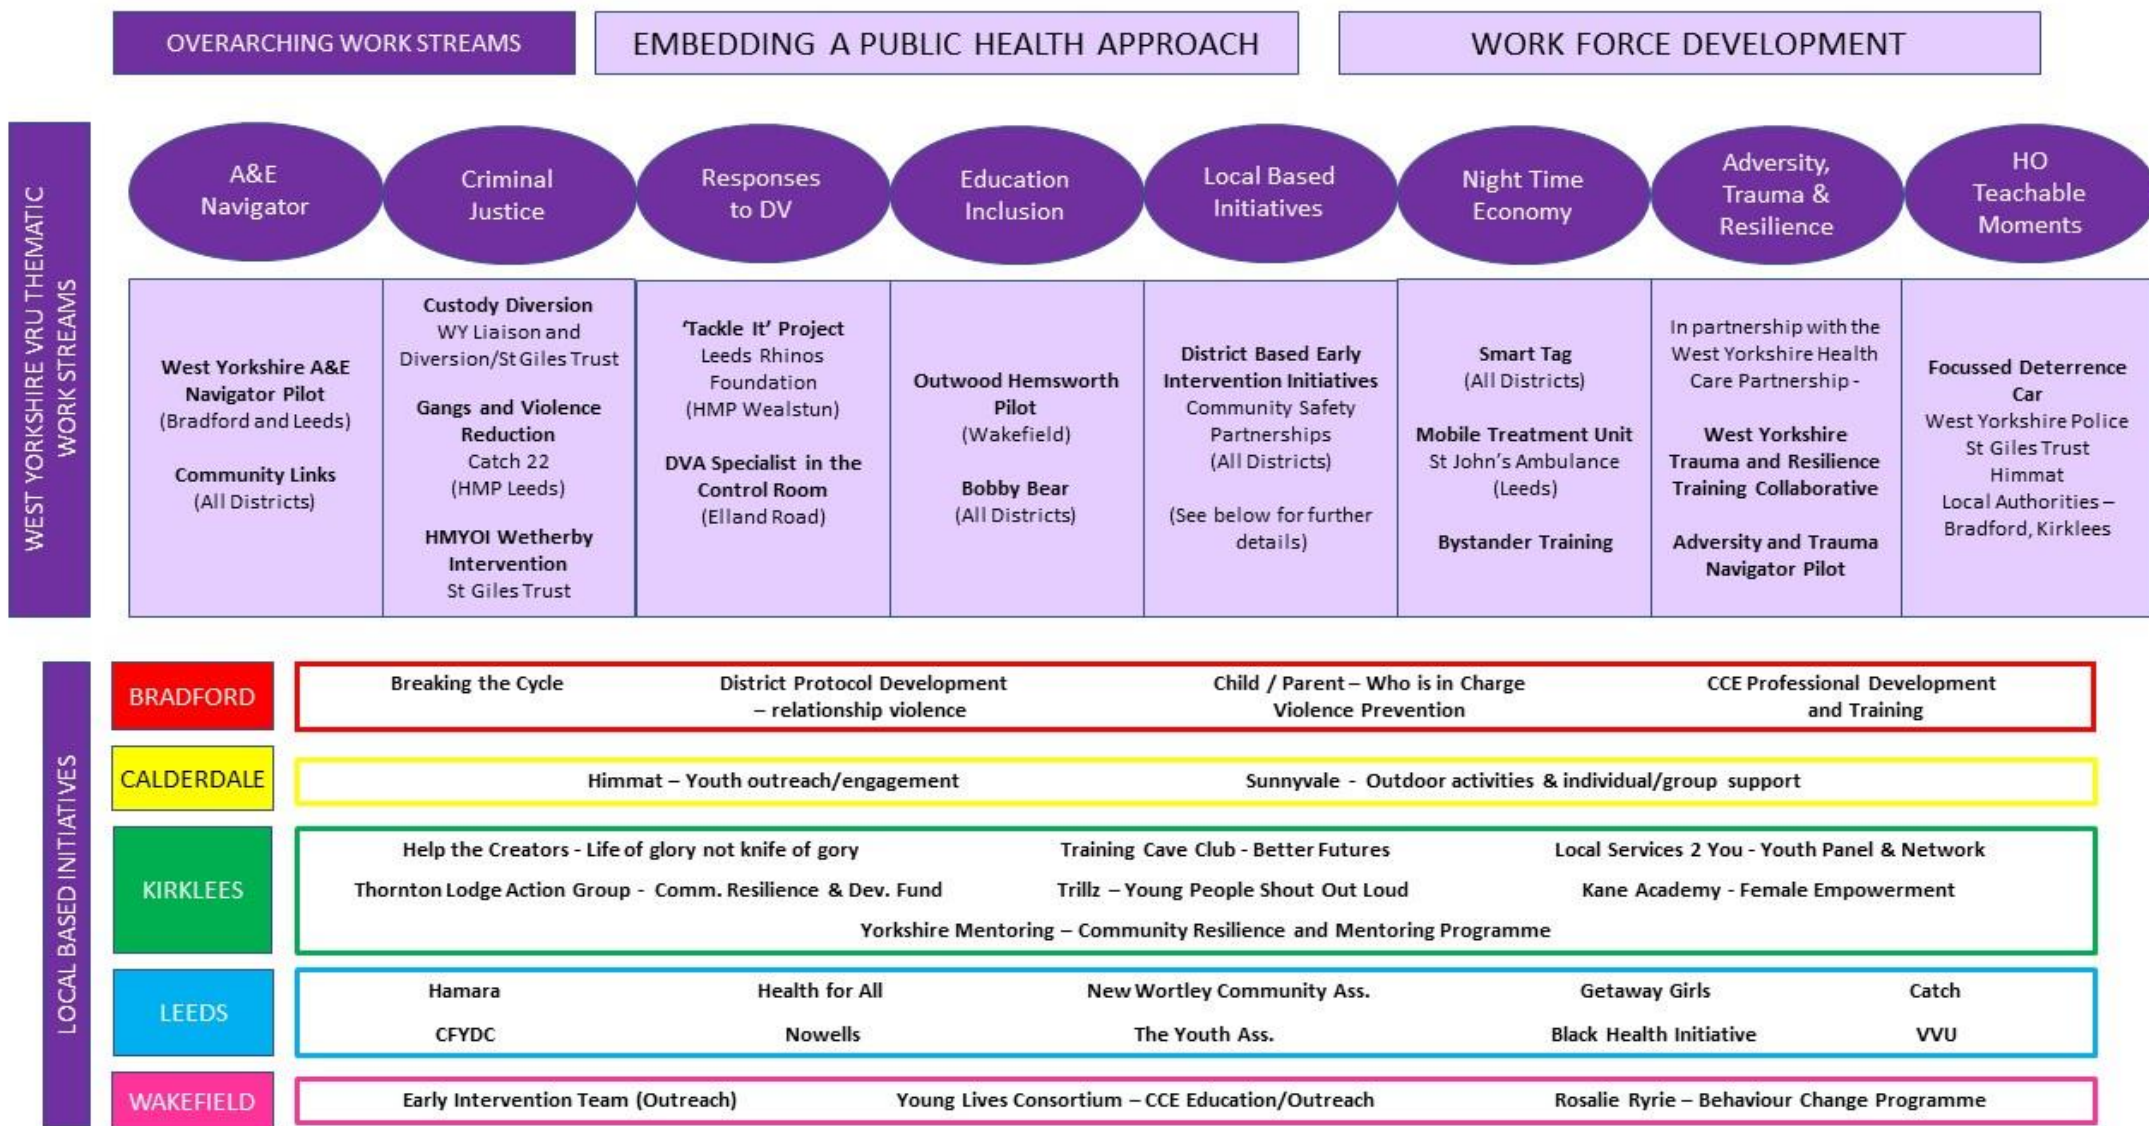 OVERARCHING WORK STREAMS
EMBEDDING A PUBLIC HEALTH APPROACH
WORK FORCE DEVELOPMENT
WEST YORKSHIRE VRU THEMATIC
WORK STREAMS
A&E
Navigator
Criminal
Justice
Responses
to DV
Education
Inclusion
Local Based
Initiatives
Night Time
Economy
Adversity,
Trauma &
Resilience
HO
Teachable
Moments
West Yorkshire A&E
Navigator Pilot
(Bradford and Leeds)
Community Links
(All Districts)
Custody Diversion
WY Liaison and
Diversion/St Giles Trust
Gangs and Violence
Reduction
Catch 22
(HMP Leeds)
HMYOI Wetherby
Intervention
St Giles Trust
‘Tackle It’ Project
Leeds Rhinos
Foundation
(HMP Wealstun)
DVA Specialist in the
Control Room
(Elland Road)
Outwood Hemsworth
Pilot
(Wakefield)
Bobby Bear
(All Districts)
District Based Early
Intervention Initiatives
Community Safety
Partnerships
(All Districts)
(See below for further
details)
Smart Tag
(All Districts)
Mobile Treatment Unit
St John’s Ambulance
(Leeds)
Bystander Training
In partnership with the
West Yorkshire Health
Care Partnership -
West Yorkshire
Trauma and Resilience
Training Collaborative
Adversity and Trauma
Navigator Pilot
Focussed Deterrence
Car
West Yorkshire Police
St Giles Trust
Himmat
Local Authorities –
Bradford, Kirklees
LOCAL BASED INITIATIVES
BRADFORD
Breaking the Cycle
District Protocol Development
– relationship violence
Child / Parent – Who is in Charge
Violence Prevention
CCE Professional Development
and Training
CALDERDALE
Himmat – Youth outreach/engagement
Sunnyvale - Outdoor activities & individual/group support
KIRKLEES
Help the Creators - Life of glory not knife of gory
Training Cave Club - Better Futures
Local Services 2 You - Youth Panel & Network
Thornton Lodge Action Group - Comm. Resilience & Dev. Fund
Trillz – Young People Shout Out Loud
Kane Academy - Female Empowerment
Yorkshire Mentoring – Community Resilience and Mentoring Programme
LEEDS
Hamara
Health for All
New Wortley Community Ass.
Getaway Girls
Catch
CFYDC
Nowells
The Youth Ass.
Black Health Initiative
VVU
WAKEFIELD
Early Intervention Team (Outreach)
Young Lives Consortium – CCE Education/Outreach
Rosalie Ryrie – Behaviour Change Programme